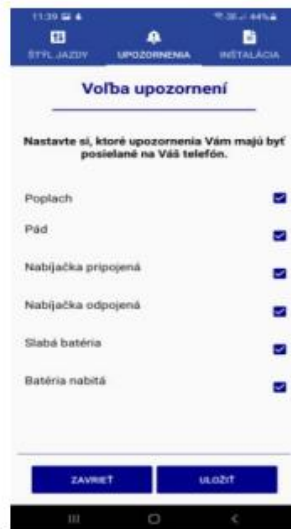 11:39
44%
ŠTÝL JAZDY
UPOZORNENIA
INŠTALÁCIA
Voľba upozornení
Nastavte si, ktoré upozornenia Vám majú byť
posielané na Váš telefón.
Poplach
Pád
Nabíjačka pripojená
Nabíjačka odpojená
Slabá batéria
Batéria nabitá
ZAVRIEŤ
ULOŽIŤ